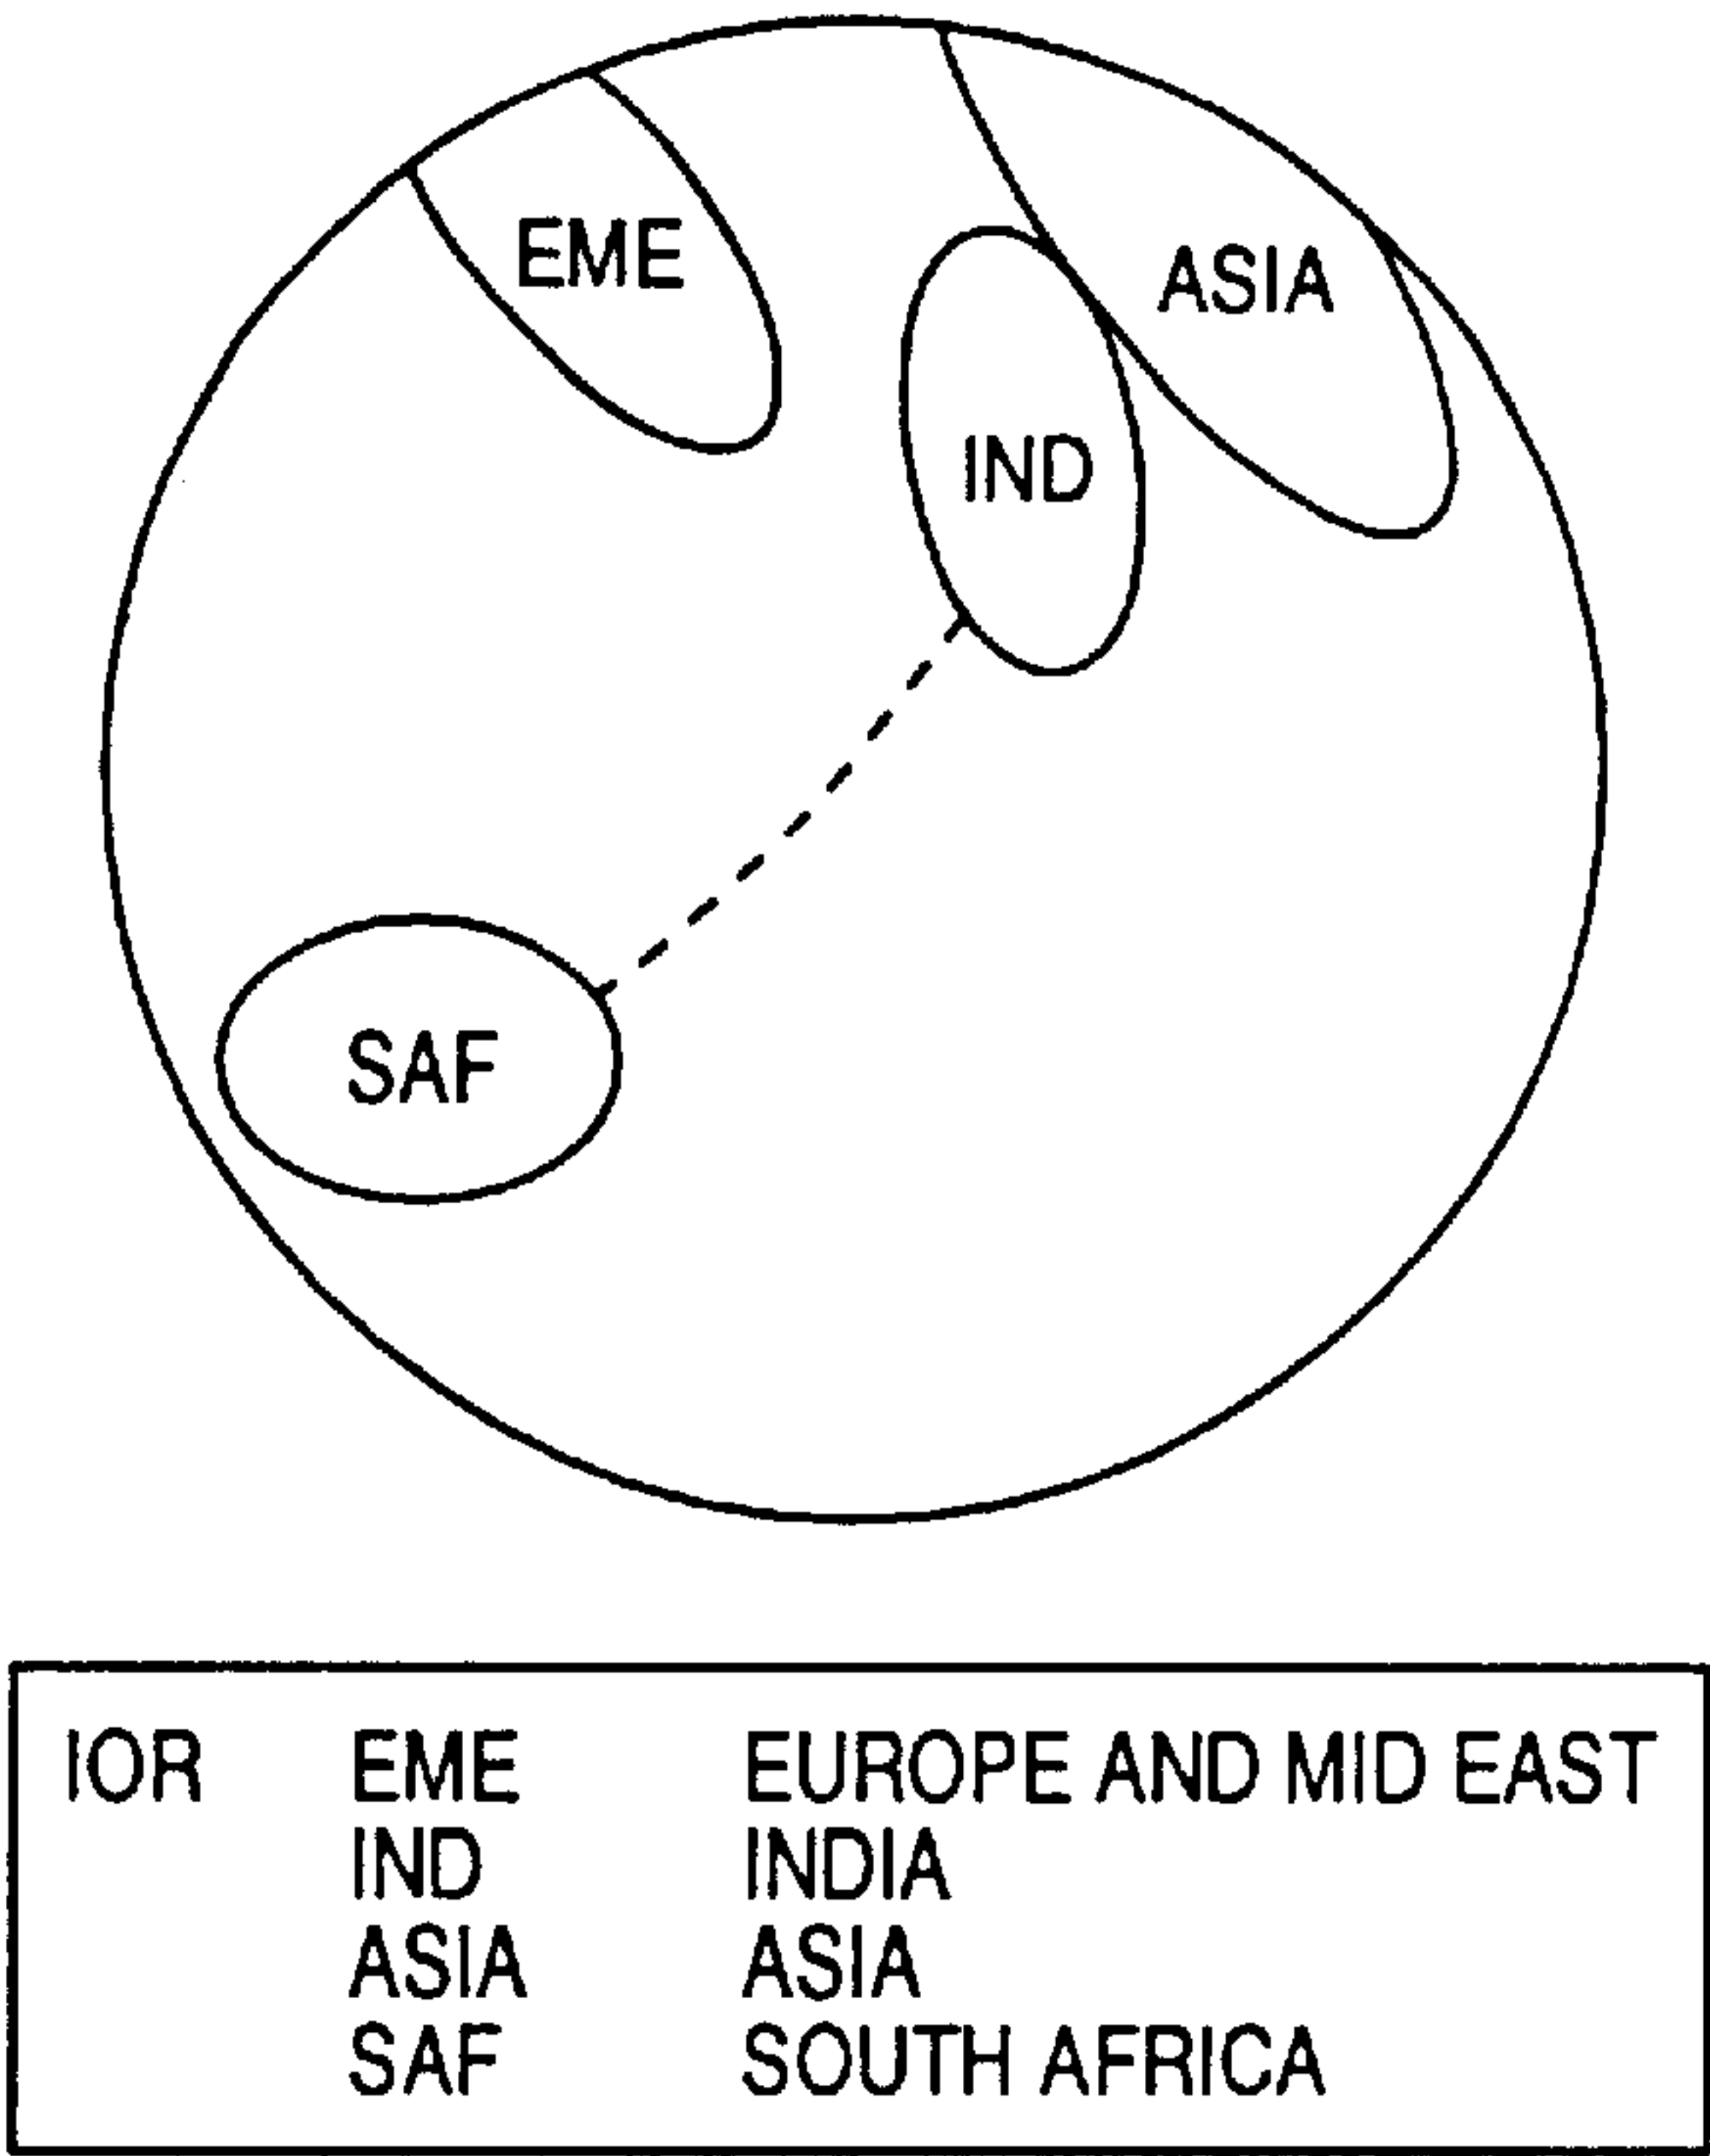 EME
ASIA
IND
SAF
IOR EME EUROPE AND MID EAST
IND INDIA
ASIA ASIA
SAF SOUTH AFRICA